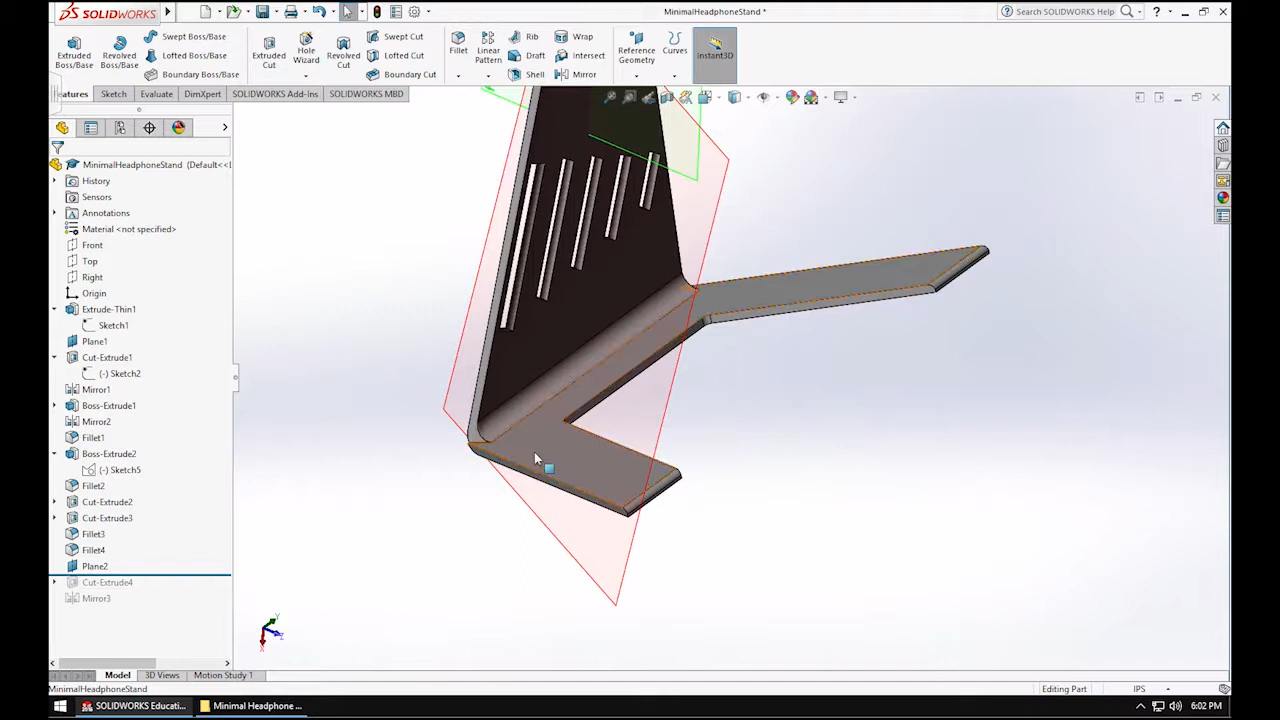 SOLIDWORKS
MinimalHeadphoneStand *
Search SOLIDWORKS Help
?
Extruded Boss/Base
Revolved Boss/Base
Swept Boss/Base
Lofted Boss/Base
Boundary Boss/Base
Extruded Cut
Hole Wizard
Revolved Cut
Swept Cut
Lofted Cut
Boundary Cut
Fillet
Linear Pattern
Rib
Draft
Shell
Wrap
Intersect
Mirror
Reference Geometry
Curves
Instant3D
eatures
Sketch
Evaluate
DimXpert
SOLIDWORKS Add-Ins
SOLIDWORKS MBD
MinimalHeadphoneStand (Default<<D
History
Sensors
Annotations
Material <not specified>
Front
Top
Right
Origin
Extrude-Thin1
Sketch1
Plane1
Cut-Extrude1
(-) Sketch2
Mirror1
Boss-Extrude1
Mirror2
Fillet1
Boss-Extrude2
(-) Sketch5
Fillet2
Cut-Extrude2
Cut-Extrude3
Fillet3
Fillet4
Plane2
Cut-Extrude4
Mirror3
Y
Z
X
Model
3D Views
Motion Study 1
MinimalHeadphoneStand
Editing Part
IPS
SOLIDWORKS Educati...
Minimal Headphone ...
6:02 PM